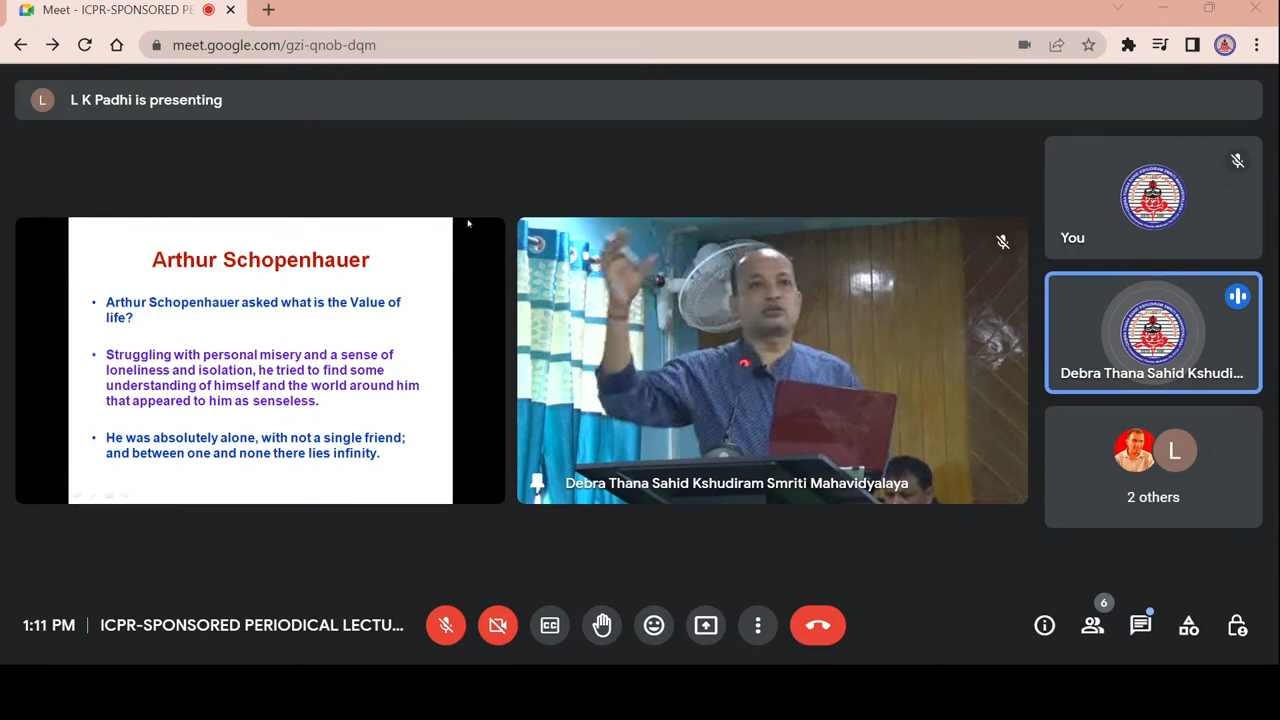 Meet - ICPR-SPONSORED PE
meet.google.com/gzi-qnob-dqm
L
L K Padhi is presenting
You
Arthur Schopenhauer
• Arthur Schopenhauer asked what is the Value of
life?
• Struggling with personal misery and a sense of
loneliness and isolation, he tried to find some
understanding of himself and the world around him
that appeared to him as senseless.
• He was absolutely alone, with not a single friend;
and between one and none there lies infinity.
Debra Thana Sahid Kshudiram Smriti Mahavidyalaya
Debra Thana Sahid Kshudi...
L
2 others
1:11 PM | ICPR-SPONSORED PERIODICAL LECTU...
CC
6